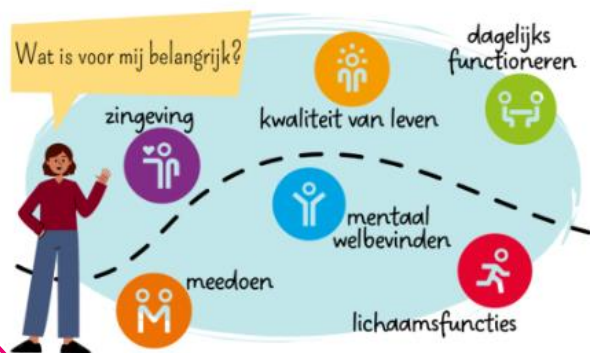 Wat is voor mij belangrijk?
dagelijks
functioneren
zingeving
kwaliteit van leven
mentaal
welbevinden
meedoen
lichaamsfuncties